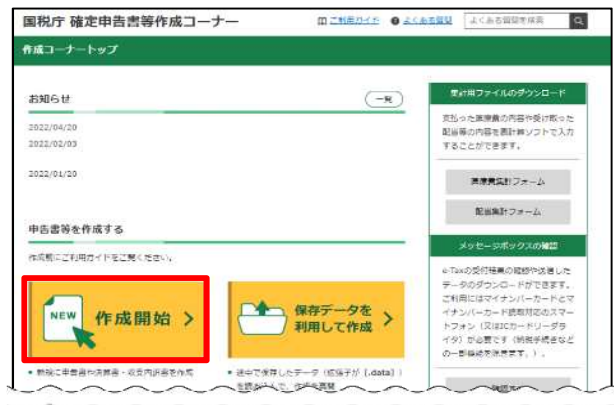 国税庁 確定申告書等作成コーナー
ご利用ガイド
よくある質問
よくある質問を検索
作成コーナートップ
お知らせ
一覧
2022/04/20
2022/02/03
2022/01/20
申告書等を作成する
作成前にご利用ガイドをご覧ください。
NEW
作成開始
保存データを
利用して作成
・新規に申告書や決算書・収支内訳書を作成
・途中で保存したデータ（拡張子が［.data］）
を読み込んで、作成を再開
集計用ファイルのダウンロード
支払った医療費の内容や受け取った
配当等の内容を表計算ソフトで入力
することができます。
医療費集計フォーム
配当集計フォーム
メッセージボックスの確認
e-Taxの受付結果の確認や送信した
データのダウンロードができます。
ご利用にはマイナンバーカードとマ
イナンバーカード読取対応のスマー
トフォン（又はICカードリーダラ
イタ）が必要です（納税手続きなど
の一部機能を除きます。）。